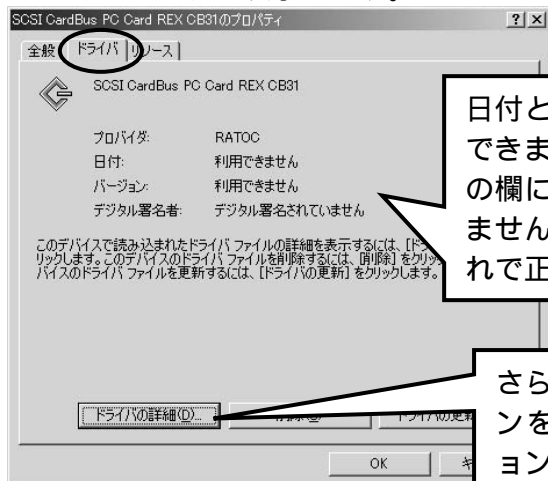 SCSI CardBus PC Card REX CB31のプロパティ
全般 ドライバ リソース
SCSI CardBus PC Card REX CB31
プロバイダ: RATOC
日付: 利用できません
バージョン: 利用できません
デジタル署名者: デジタル署名されていません
このデバイスで読み込まれたドライバ ファイルの詳細を表示するには、[ド
リックします。このデバイスのドライバ ファイルを削除するには、[削除] をクリッ
バイスのドライバ ファイルを更新するには、[ドライバの更新] をクリックします。
日付と
できま
の欄に
ません
れで正
ドライバの詳細(D)... ドライバの更新
さら
ンを
ョン
OK キ